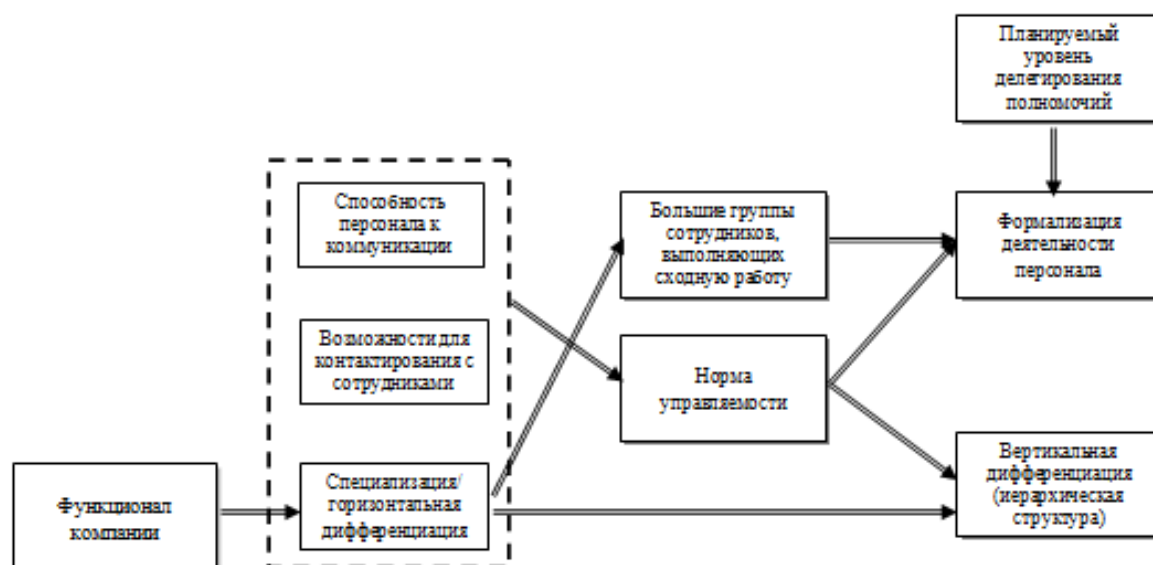 Планируемый
уровень
делегирования
полномочий
Способность
персонала к
коммуникации
Большие группы
сотрудников,
выполняющих
сходную работу
Формализация
деятельности
персонала
Возможности для
контактирования с
сотрудниками
Норма
управляемости
Функционал
компании
Специализация/
горизонтальная
дифференциация
Вертикальная
дифференциация
(иерархическая
структура)